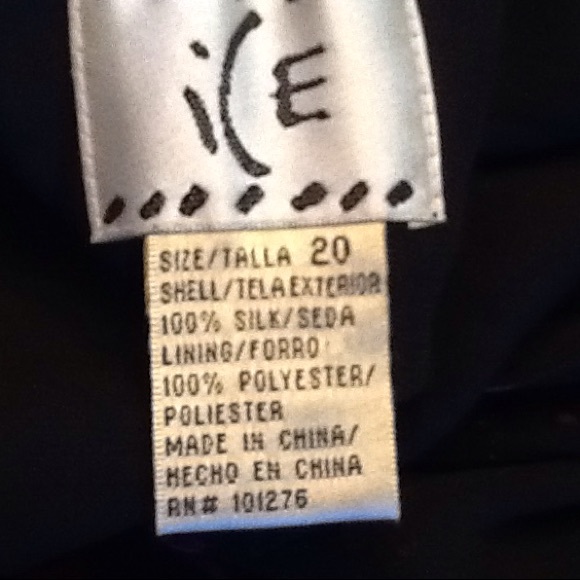 iCE
SIZE/TALLA 20
SHELL/TELA EXTERIOR
100% SILK/SEDA
LINING/FORRO
100% POLYESTER/
POLIESTER
MADE IN CHINA/
HECHO EN CHINA
RN# 101276